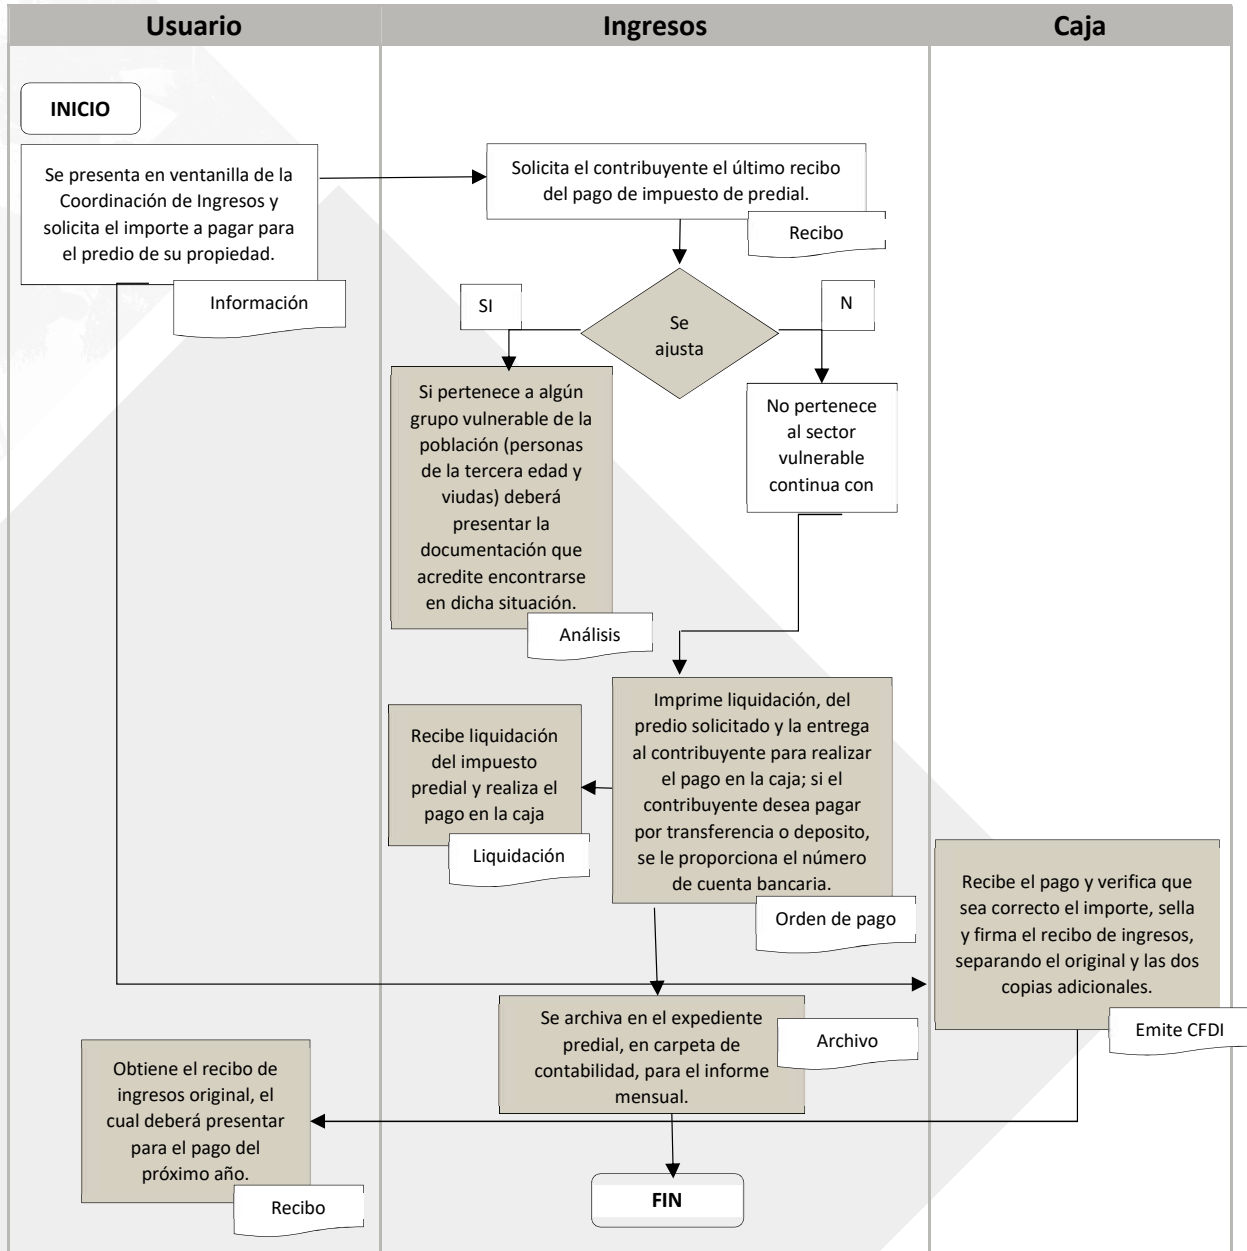 Usuario
Ingresos
Caja
INICIO
Se presenta en ventanilla de la
Coordinación de Ingresos y
solicita el importe a pagar para
el predio de su propiedad.
Información
Solicita el contribuyente el último recibo
del pago de impuesto de predial.
Recibo
SI
N
Se
ajusta
Si pertenece a algún
grupo vulnerable de la
población (personas
de la tercera edad y
viudas) deberá
presentar la
documentación que
acredite encontrarse
en dicha situación.
Análisis
No pertenece
al sector
vulnerable
continua con
Imprime liquidación, del
predio solicitado y la entrega
al contribuyente para realizar
el pago en la caja; si el
contribuyente desea pagar
por transferencia o deposito,
se le proporciona el número
de cuenta bancaria.
Orden de pago
Recibe liquidación
del impuesto
predial y realiza el
pago en la caja
Liquidación
Recibe el pago y verifica que
sea correcto el importe, sella
y firma el recibo de ingresos,
separando el original y las dos
copias adicionales.
Emite CFDI
Se archiva en el expediente
predial, en carpeta de
contabilidad, para el informe
mensual.
Archivo
Obtiene el recibo de
ingresos original, el
cual deberá presentar
para el pago del
próximo año.
Recibo
FIN